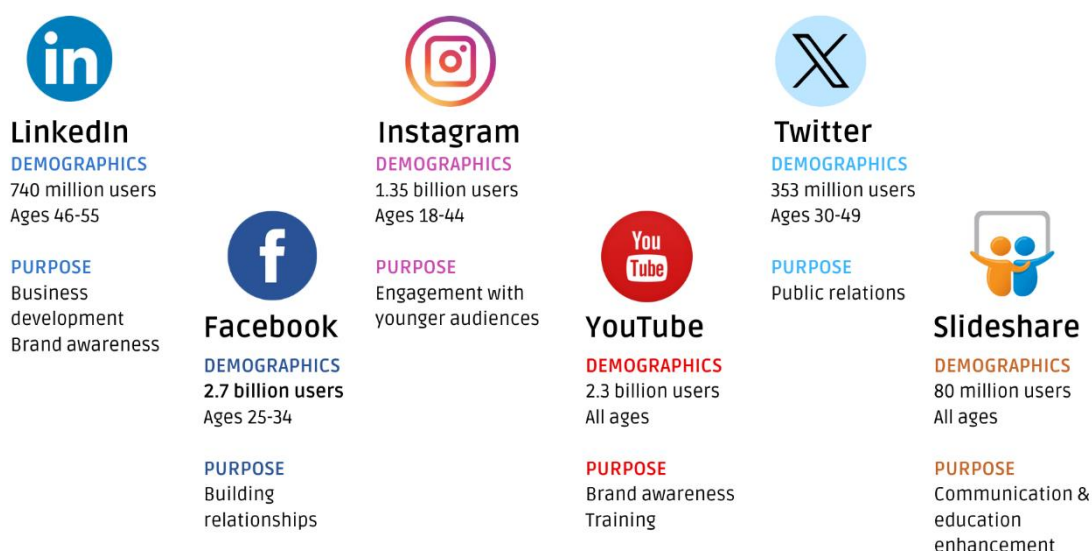 in
LinkedIn
DEMOGRAPHICS
740 million users
Ages 46-55
PURPOSE
Business
development
Brand awareness
f
Facebook
DEMOGRAPHICS
2.7 billion users
Ages 25-34
PURPOSE
Building
relationships
Instagram
DEMOGRAPHICS
1.35 billion users
Ages 18-44
PURPOSE
Engagement with
younger audiences
You
Tube
YouTube
DEMOGRAPHICS
2.3 billion users
All ages
PURPOSE
Brand awareness
Training
X
Twitter
DEMOGRAPHICS
353 million users
Ages 30-49
PURPOSE
Public relations
Slideshare
DEMOGRAPHICS
80 million users
All ages
PURPOSE
Communication &
education
enhancement